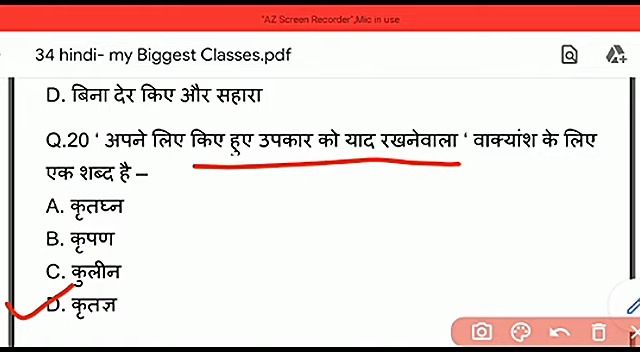 "AZ Screen Recorder",Mic in use
34 hindi- my Biggest Classes.pdf
D. बिना देर किए और सहारा
Q.20 ‘ अपने लिए किए हुए उपकार को याद रखनेवाला ‘ वाक्यांश के लिए
एक शब्द है –
A. कृतघ्न
B. कृपण
C. कुलीन
D. कृतज्ञ